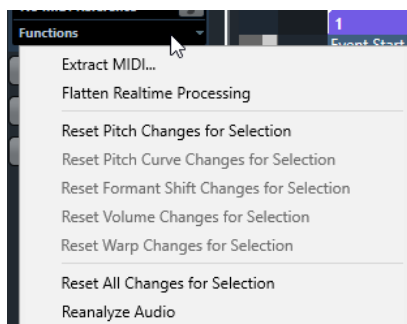 Functions
1
Event Start
Extract MIDI...
Flatten Realtime Processing
Reset Pitch Changes for Selection
Reset Pitch Curve Changes for Selection
Reset Formant Shift Changes for Selection
Reset Volume Changes for Selection
Reset Warp Changes for Selection
Reset All Changes for Selection
Reanalyze Audio